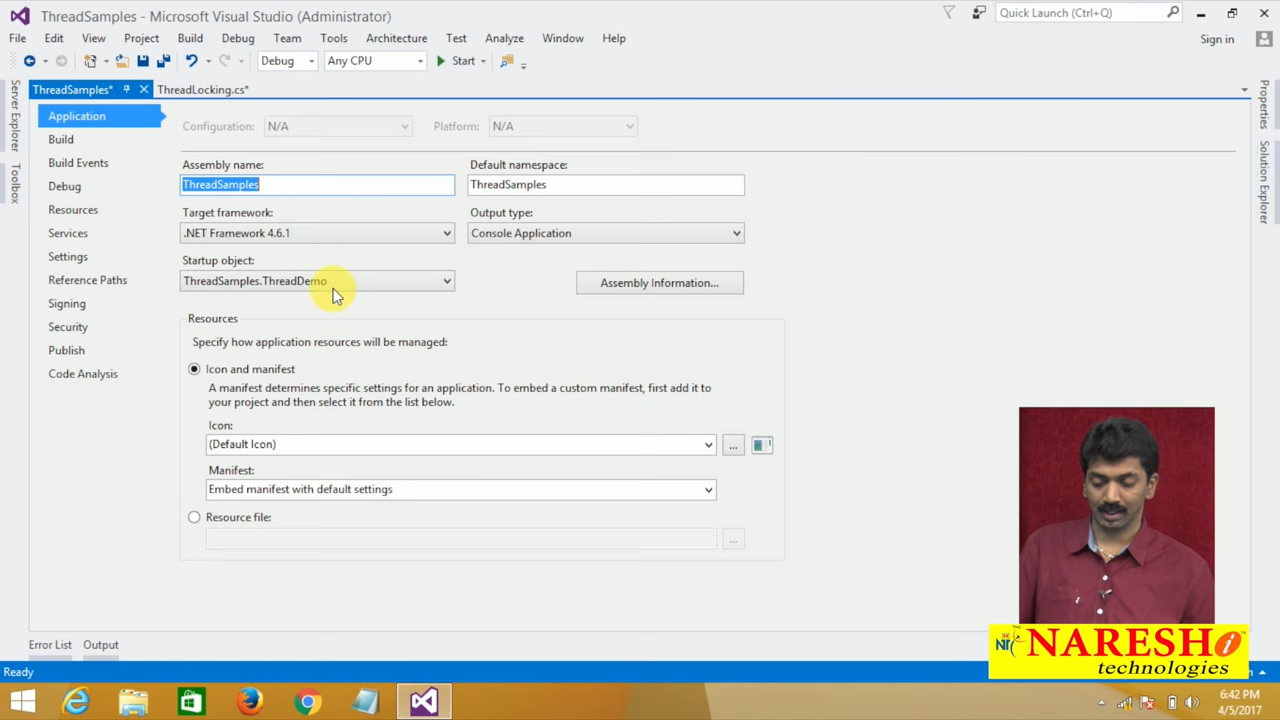 ThreadSamples - Microsoft Visual Studio (Administrator)
Quick Launch (Ctrl+Q)
File Edit View Project Build Debug Team Tools Architecture Test Analyze Window Help
Sign in
Debug Any CPU Start
ThreadSamples* ThreadLocking.cs*
Server Explorer
Toolbox
Properties
Solution Explorer
Application
Build
Build Events
Debug
Resources
Services
Settings
Reference Paths
Signing
Security
Publish
Code Analysis
Configuration: N/A Platform: N/A
Assembly name: Default namespace:
ThreadSamples ThreadSamples
Target framework: Output type:
.NET Framework 4.6.1 Console Application
Startup object:
ThreadSamples.ThreadDemo Assembly Information...
Resources
Specify how application resources will be managed:
Icon and manifest
A manifest determines specific settings for an application. To embed a custom manifest, first add it to
your project and then select it from the list below.
Icon:
(Default Icon) ...
Manifest:
Embed manifest with default settings
Resource file:
...
Error List Output
Ready
NARESH i
technologies
6:42 PM
4/5/2017